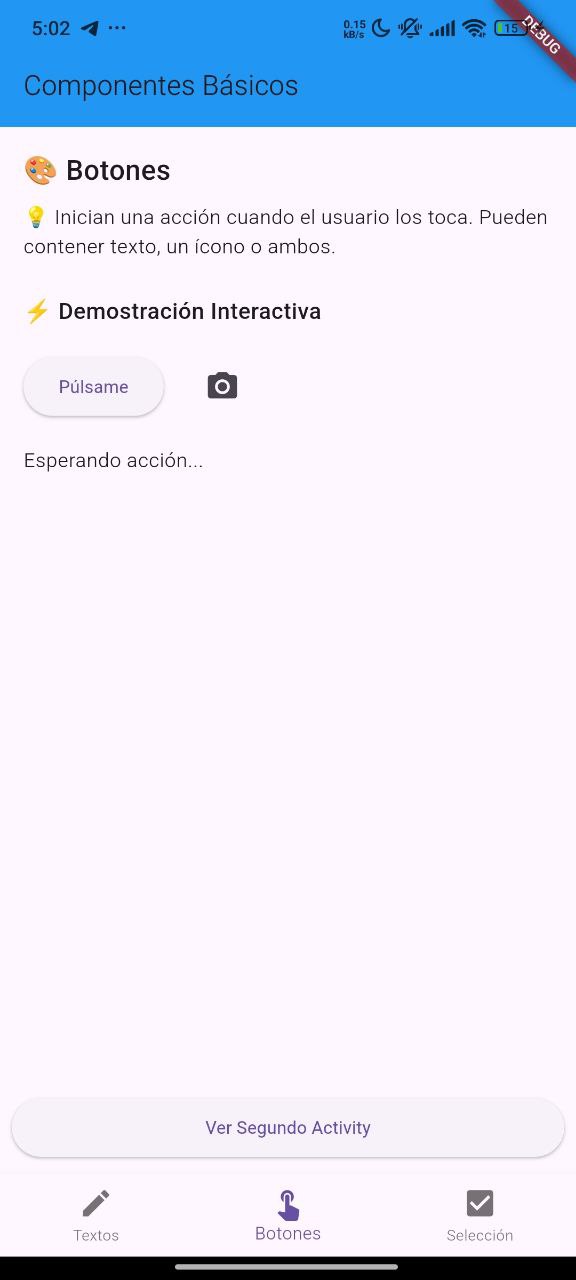 5:02 ... 0.15 kB/s 15
DEBUG
Componentes Básicos
🎨 Botones
💡 Inician una acción cuando el usuario los toca. Pueden
contener texto, un ícono o ambos.
⚡ Demostración Interactiva
Púlsame
Esperando acción...
Ver Segundo Activity
Textos Botones Selección